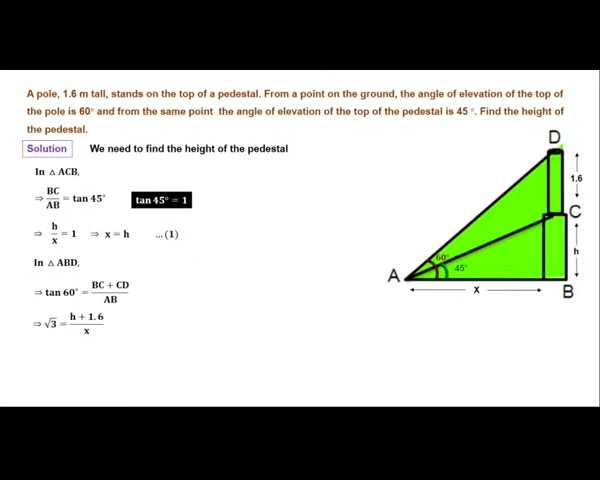 A pole, 1.6 m tall, stands on the top of a pedestal. From a point on the ground, the angle of elevation of the top of
the pole is 60° and from the same point the angle of elevation of the top of the pedestal is 45 °. Find the height of
the pedestal.
Solution We need to find the height of the pedestal
In △ ACB,
⇒ BC/AB = tan 45° tan 45° = 1
⇒ h/x = 1 ⇒ x = h …(1)
In △ ABD,
⇒ tan 60° = BC + CD/AB
⇒ √3 = h + 1.6/x
D
1.6
C
60°
45°
h
A
x
B